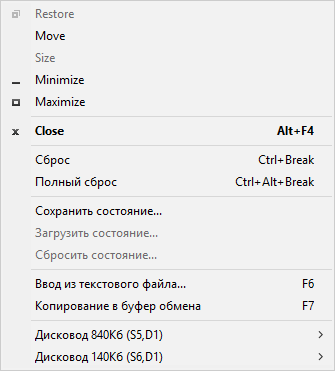 Restore
Move
Size
Minimize
Maximize
Close Alt+F4
Сброс Ctrl+Break
Полный сброс Ctrl+Alt+Break
Сохранить состояние...
Загрузить состояние...
Сбросить состояние...
Ввод из текстового файла... F6
Копирование в буфер обмена F7
Дисковод 840Кб (S5,D1)
Дисковод 140Кб (S6,D1)